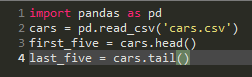 1 import pandas as pd
2 cars = pd.read_csv('cars.csv')
3 first_five = cars.head()
4 last_five = cars.tail()